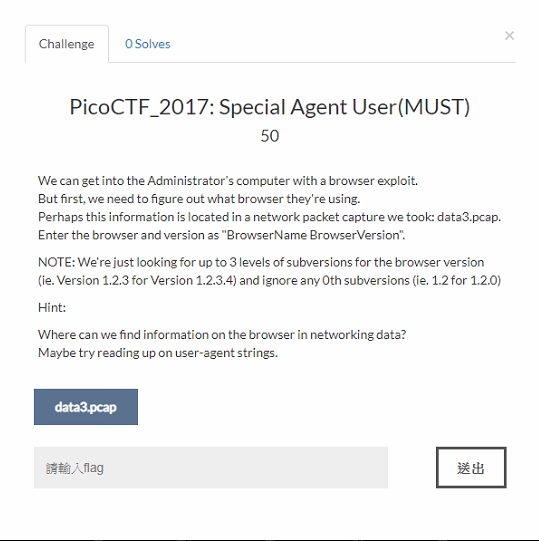 Challenge
0 Solves
×
PicoCTF_2017: Special Agent User(MUST)
50
We can get into the Administrator's computer with a browser exploit.
But first, we need to figure out what browser they're using.
Perhaps this information is located in a network packet capture we took: data3.pcap.
Enter the browser and version as "BrowserName BrowserVersion".
NOTE: We're just looking for up to 3 levels of subversions for the browser version
(ie. Version 1.2.3 for Version 1.2.3.4) and ignore any 0th subversions (ie. 1.2 for 1.2.0)
Hint:
Where can we find information on the browser in networking data?
Maybe try reading up on user-agent strings.
data3.pcap
請輸入flag
送出